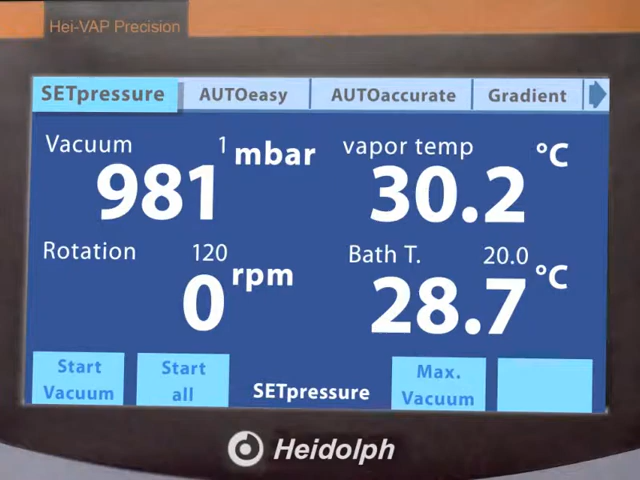 Hei-VAP Precision
SETpressure AUTOeasy AUTOaccurate Gradient
Vacuum 1 mbar
981
vapor temp °C
30.2
Rotation 120 rpm
0
Bath T. 20.0 °C
28.7
Start
Vacuum
Start
all
SETpressure
Max.
Vacuum
Heidolph